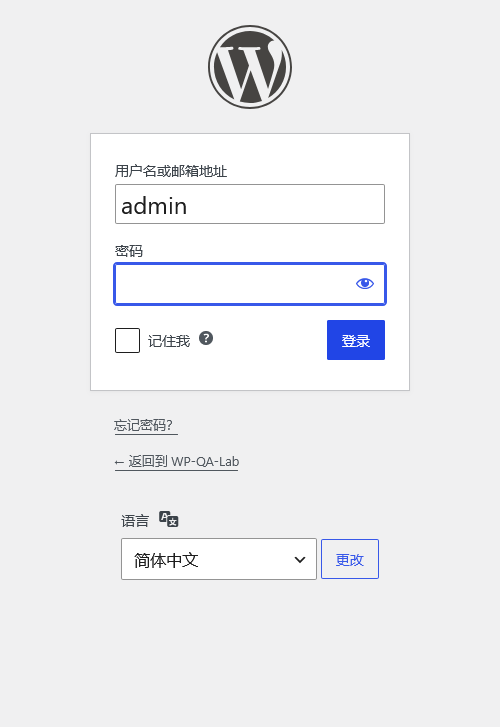 用户名或邮箱地址
admin
密码
记住我
登录
忘记密码?
← 返回到 WP-QA-Lab
语言
简体中文
更改